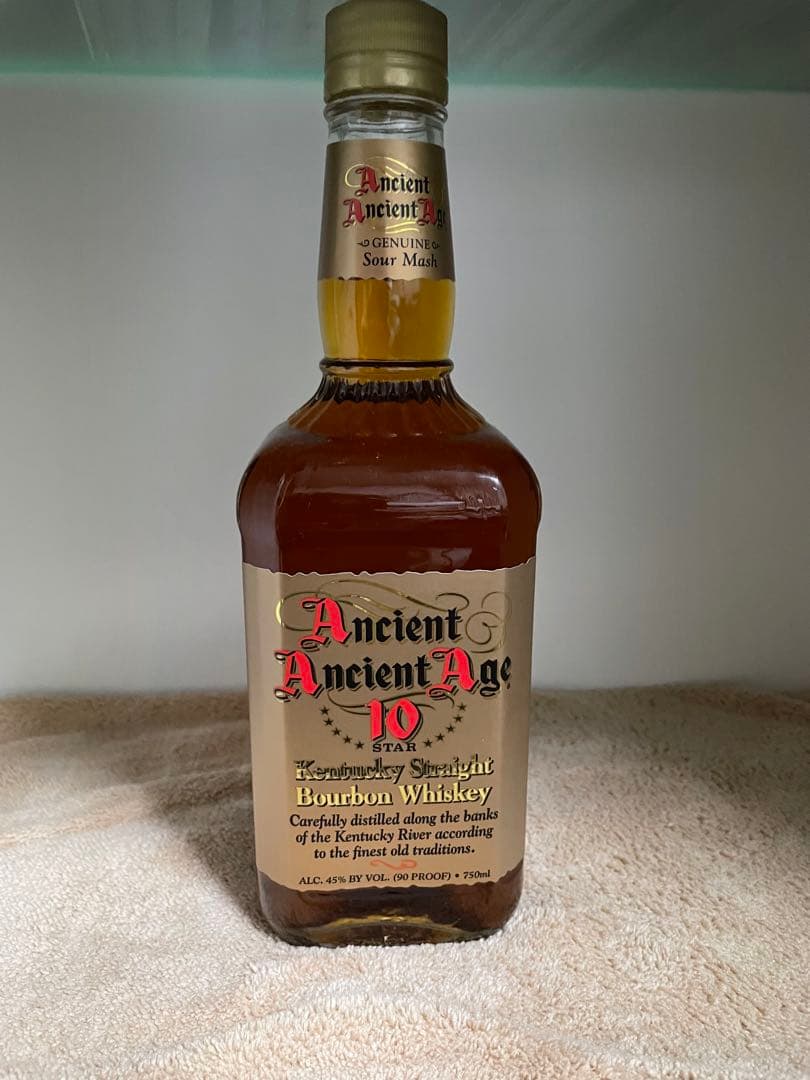 Ancient
Ancient Age
GENUINE
Sour Mash
Ancient
Ancient Age
10
STAR
Kentucky Straight
Bourbon Whiskey
Carefully distilled along the banks
of the Kentucky River according
to the finest old traditions.
ALC. 45% BY VOL. (90 PROOF) • 750ml